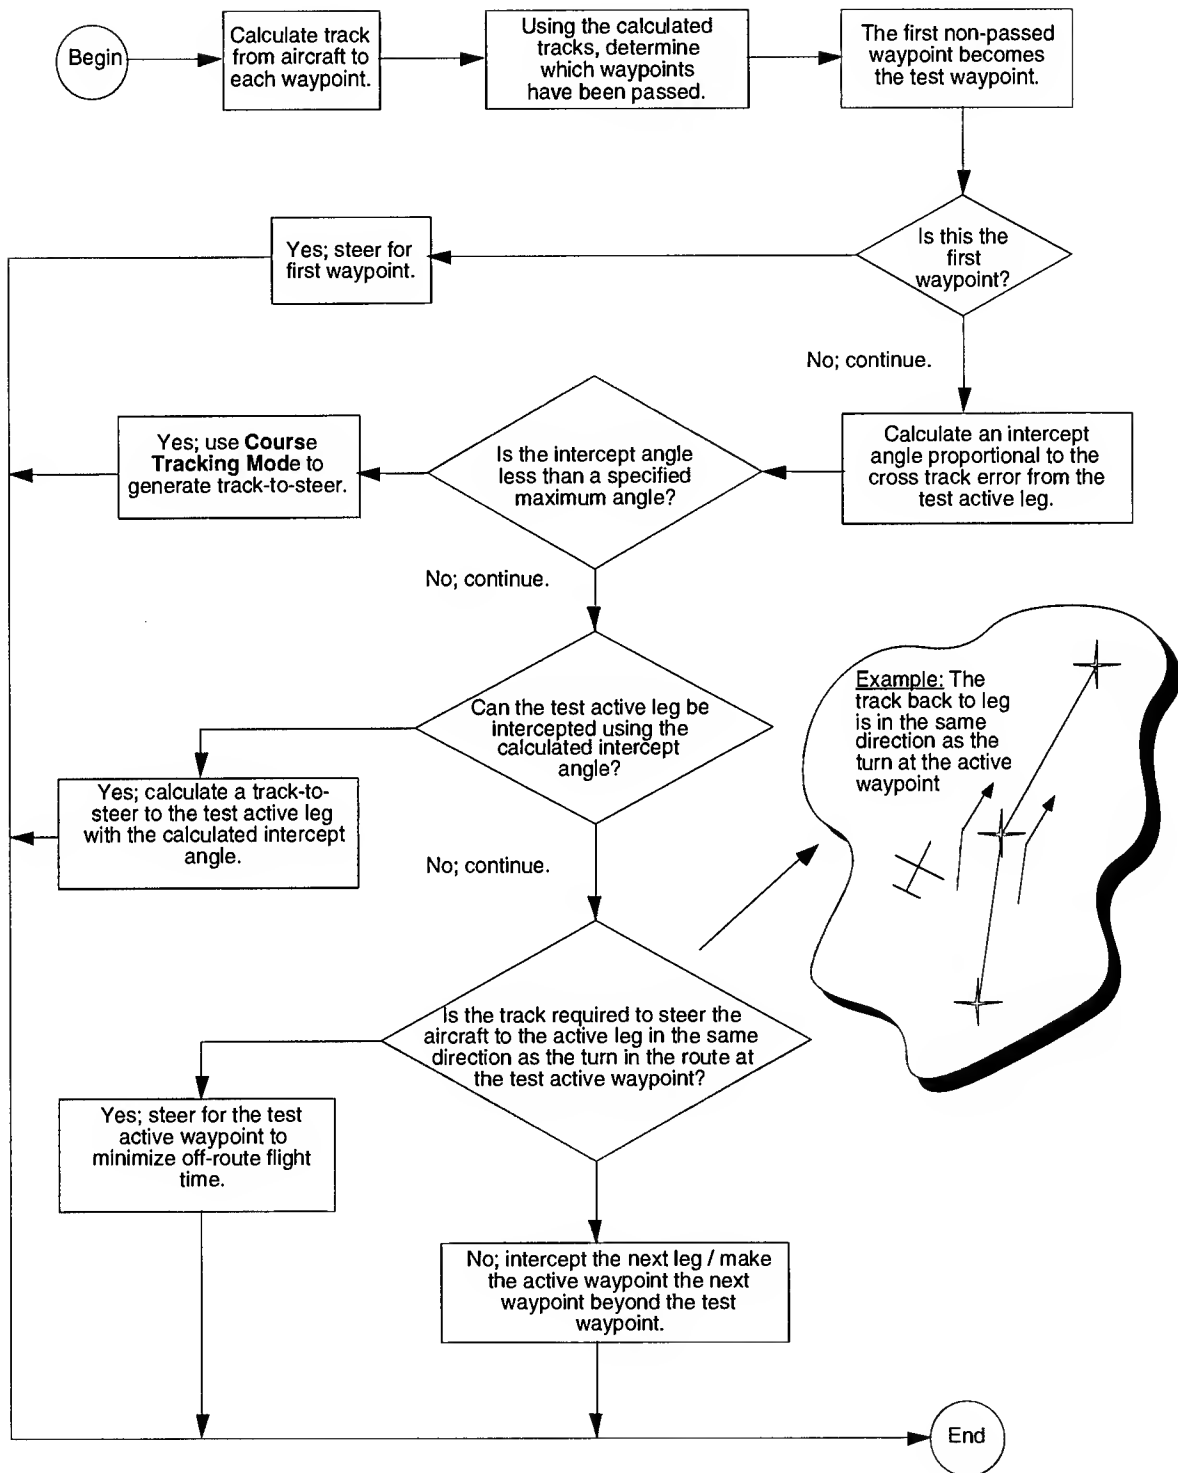 Begin
Calculate track
from aircraft to
each waypoint.
Using the calculated
tracks, determine
which waypoints
have been passed.
The first non-passed
waypoint becomes
the test waypoint.
Is this the
first
waypoint?
Yes; steer for
first waypoint.
No; continue.
Calculate an intercept
angle proportional to the
cross track error from the
test active leg.
Is the intercept angle
less than a specified
maximum angle?
Yes; use Course
Tracking Mode to
generate track-to-steer.
No; continue.
Can the test active leg be
intercepted using the
calculated intercept
angle?
Yes; calculate a track-to-
steer to the test active leg
with the calculated intercept
angle.
No; continue.
Example: The
track back to leg
is in the same
direction as the
turn at the active
waypoint
Is the track required to steer the
aircraft to the active leg in the same
direction as the turn in the route at
the test active waypoint?
Yes; steer for the test
active waypoint to
minimize off-route flight
time.
No; intercept the next leg / make
the active waypoint the next
waypoint beyond the test
waypoint.
End